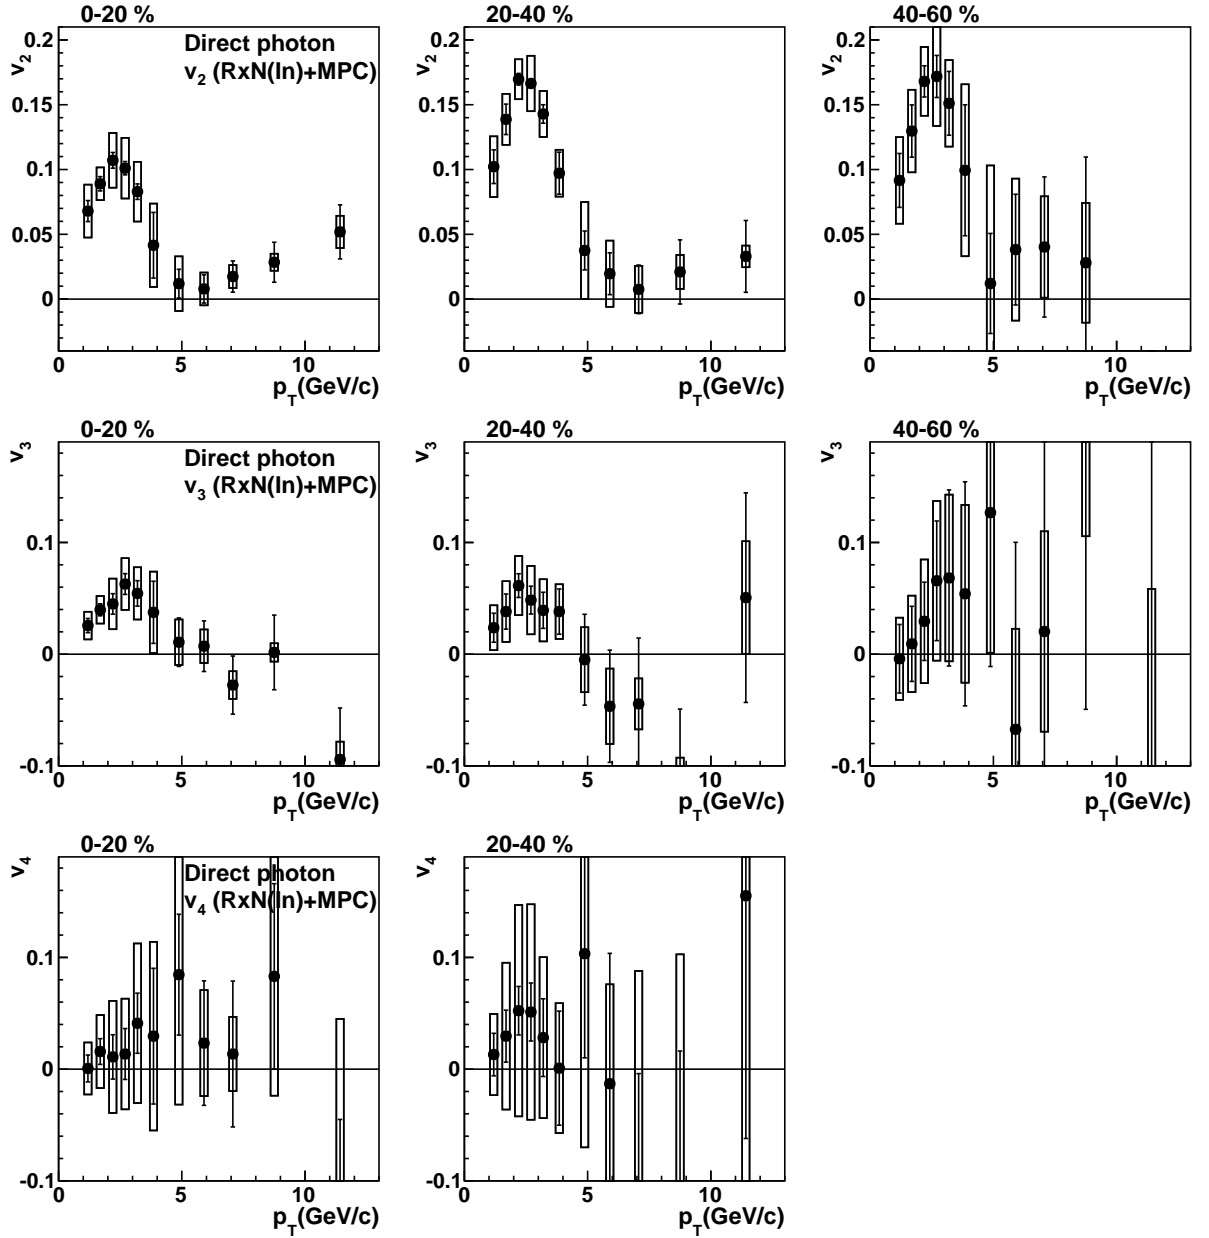 0-20 %
v2
Direct photon
v2 (RxN(In)+MPC)
0.2
0.15
0.1
0.05
0
0 5 10
pT(GeV/c)
20-40 %
v2
0.2
0.15
0.1
0.05
0
0 5 10
pT(GeV/c)
40-60 %
v2
0.2
0.15
0.1
0.05
0
0 5 10
pT(GeV/c)
0-20 %
v3
Direct photon
v3 (RxN(In)+MPC)
0.1
0
-0.1
0 5 10
pT(GeV/c)
20-40 %
v3
0.1
0
-0.1
0 5 10
pT(GeV/c)
40-60 %
v3
0.1
0
-0.1
0 5 10
pT(GeV/c)
0-20 %
v4
Direct photon
v4 (RxN(In)+MPC)
0.1
0
-0.1
0 5 10
pT(GeV/c)
20-40 %
v4
0.1
0
-0.1
0 5 10
pT(GeV/c)